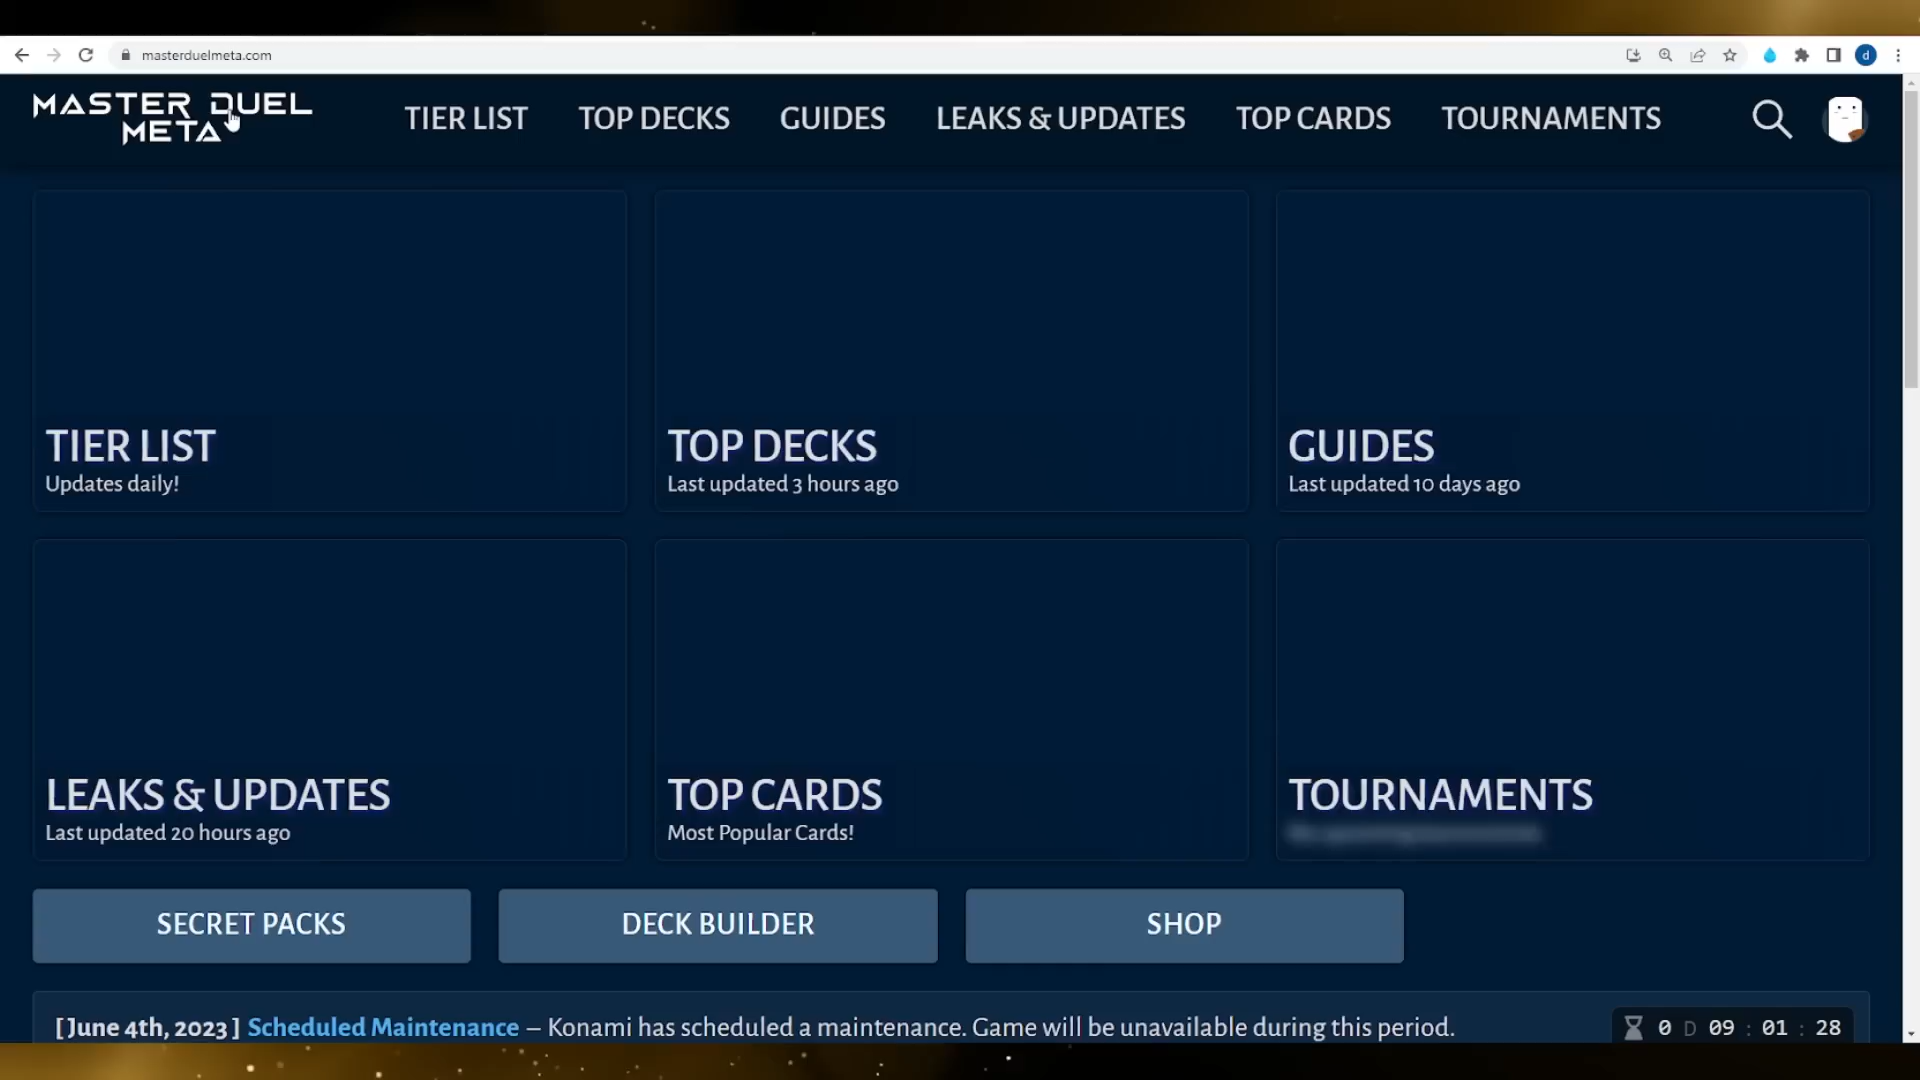 masterduelmeta.com
d
MASTER DUEL
META
TIER LIST
TOP DECKS
GUIDES
LEAKS & UPDATES
TOP CARDS
TOURNAMENTS
TIER LIST
Updates daily!
TOP DECKS
Last updated 3 hours ago
GUIDES
Last updated 10 days ago
LEAKS & UPDATES
Last updated 20 hours ago
TOP CARDS
Most Popular Cards!
TOURNAMENTS
SECRET PACKS
DECK BUILDER
SHOP
[June 4th, 2023] Scheduled Maintenance – Konami has scheduled a maintenance. Game will be unavailable during this period.
0 D 09 : 01 : 28